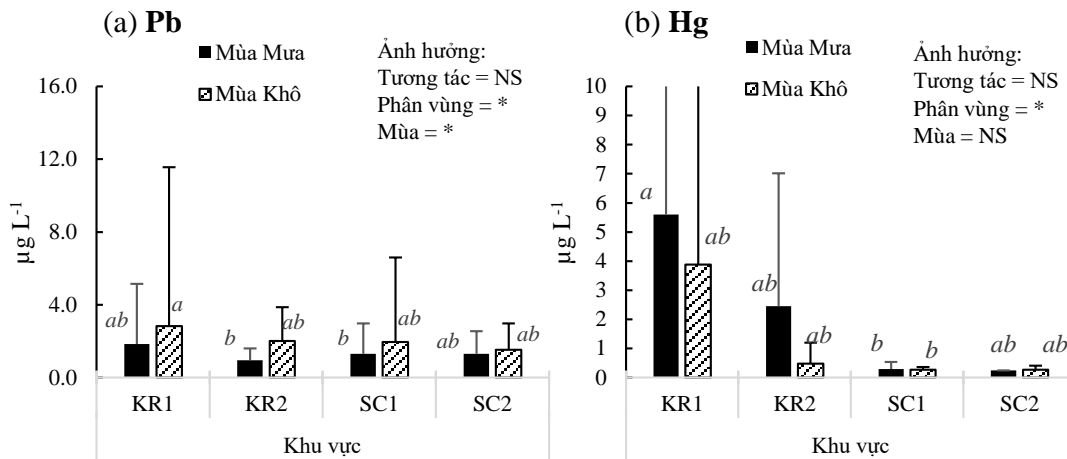 (a) Pb
Mùa Mưa
Mùa Khô
Ảnh hưởng:
Tương tác = NS
Phân vùng = *
Mùa = *
µg L-1
16.0
12.0
8.0
4.0
0.0
ab
a
b
ab
b
ab
ab
ab
KR1
KR2
SC1
SC2
Khu vực
(b) Hg
Mùa Mưa
Mùa Khô
Ảnh hưởng:
Tương tác = NS
Phân vùng = *
Mùa = NS
µg L-1
10
9
8
7
6
5
4
3
2
1
0
a
ab
ab
ab
b
b
ab
ab
KR1
KR2
SC1
SC2
Khu vực